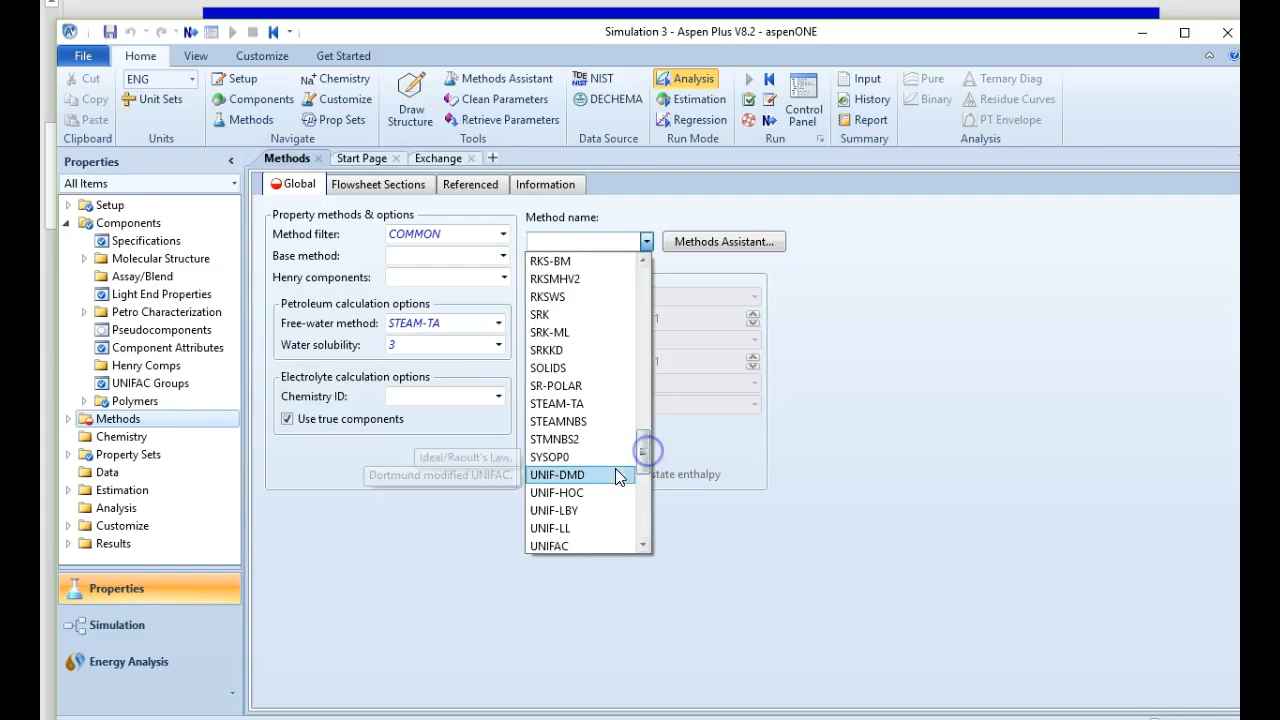 Simulation 3 - Aspen Plus V8.2 - aspenONE
File Home View Customize Get Started
Cut ENG Setup Chemistry Methods Assistant NIST Analysis Input Pure Ternary Diag
Copy Unit Sets Components Customize Draw Structure Clean Parameters DECHEMA Estimation Control Panel History Binary Residue Curves
Paste Methods Prop Sets Retrieve Parameters Regression Report PT Envelope
Clipboard Units Navigate Tools Data Source Run Mode Summary Analysis
Properties Methods Start Page Exchange
All Items Global Flowsheet Sections Referenced Information
Setup
Components
Specifications
Molecular Structure
Assay/Blend
Light End Properties
Petro Characterization
Pseudocomponents
Component Attributes
Henry Comps
UNIFAC Groups
Polymers
Methods
Chemistry
Property Sets
Data
Estimation
Analysis
Customize
Results
Properties
Simulation
Energy Analysis
Property methods & options
Method filter: COMMON
Base method:
Henry components:
Petroleum calculation options
Free-water method: STEAM-TA
Water solubility: 3
Electrolyte calculation options
Chemistry ID:
Use true components
Ideal/Raoult's Law.
Dortmund modified UNIFAC.
Method name:
Methods Assistant...
RKS-BM
RKSMHV2
RKSWS
SRK
SRK-ML
SRKKD
SOLIDS
SR-POLAR
STEAM-TA
STEAMNBS
STMNBS2
SYSOP0
UNIF-DMD
UNIF-HOC
UNIF-LBY
UNIF-LL
UNIFAC
1
1
state enthalpy